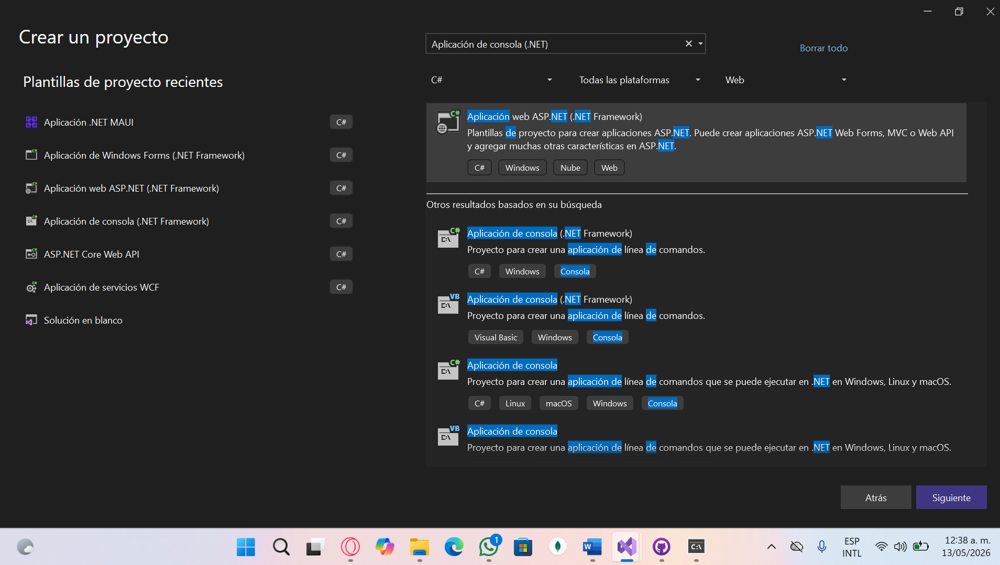 Crear un proyecto
Plantillas de proyecto recientes
Aplicación .NET MAUI C#
Aplicación de Windows Forms (.NET Framework) C#
Aplicación web ASP.NET (.NET Framework) C#
Aplicación de consola (.NET Framework) C#
ASP.NET Core Web API C#
Aplicación de servicios WCF C#
Solución en blanco
Aplicación de consola (.NET)
Borrar todo
C# Todas las plataformas Web
C#
Aplicación web ASP.NET (.NET Framework)
Plantillas de proyecto para crear aplicaciones ASP.NET. Puede crear aplicaciones ASP.NET Web Forms, MVC o Web API
y agregar muchas otras características en ASP.NET.
C# Windows Nube Web
Otros resultados basados en su búsqueda
C#
C:\
Aplicación de consola (.NET Framework)
Proyecto para crear una aplicación de línea de comandos.
C# Windows Consola
VB
C:\
Aplicación de consola (.NET Framework)
Proyecto para crear una aplicación de línea de comandos.
Visual Basic Windows Consola
C#
C:\
Aplicación de consola
Proyecto para crear una aplicación de línea de comandos que se puede ejecutar en .NET en Windows, Linux y macOS.
C# Linux macOS Windows Consola
VB
C:\
Aplicación de consola
Proyecto para crear una aplicación de línea de comandos que se puede ejecutar en .NET en Windows, Linux y macOS.
Atrás Siguiente
1
W
C:\
ESP
INTL
12:38 a. m.
13/05/2026